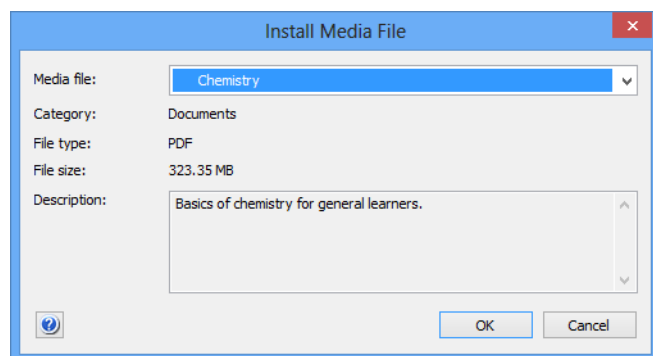 Install Media File
Media file: Chemistry
Category: Documents
File type: PDF
File size: 323.35 MB
Description: Basics of chemistry for general learners.
OK Cancel